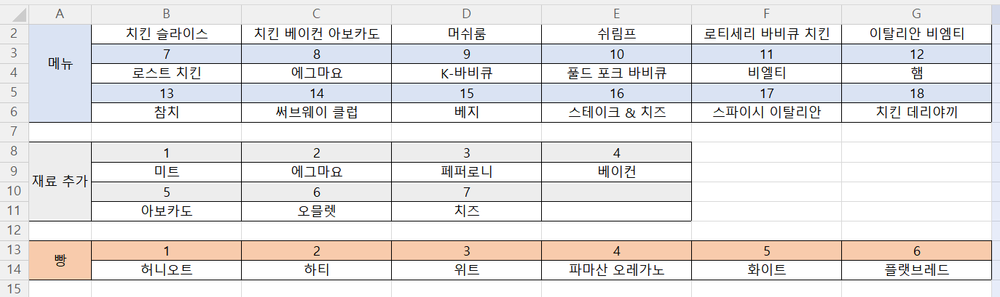 A B C D E F G
2 치킨 슬라이스 치킨 베이컨 아보카도 머쉬룸 쉬림프 로티세리 바비큐 치킨 이탈리안 비엠티
3 7 8 9 10 11 12
메뉴
4 로스트 치킨 에그마요 K-바비큐 풀드 포크 바비큐 비엘티 햄
5 13 14 15 16 17 18
6 참치 써브웨이 클럽 베지 스테이크 & 치즈 스파이시 이탈리안 치킨 데리야끼
7
8 1 2 3 4
9 미트 에그마요 페퍼로니 베이컨
재료 추가
10 5 6 7
11 아보카도 오믈렛 치즈
12
13 1 2 3 4 5 6
빵
14 허니오트 하티 위트 파마산 오레가노 화이트 플랫브레드
15